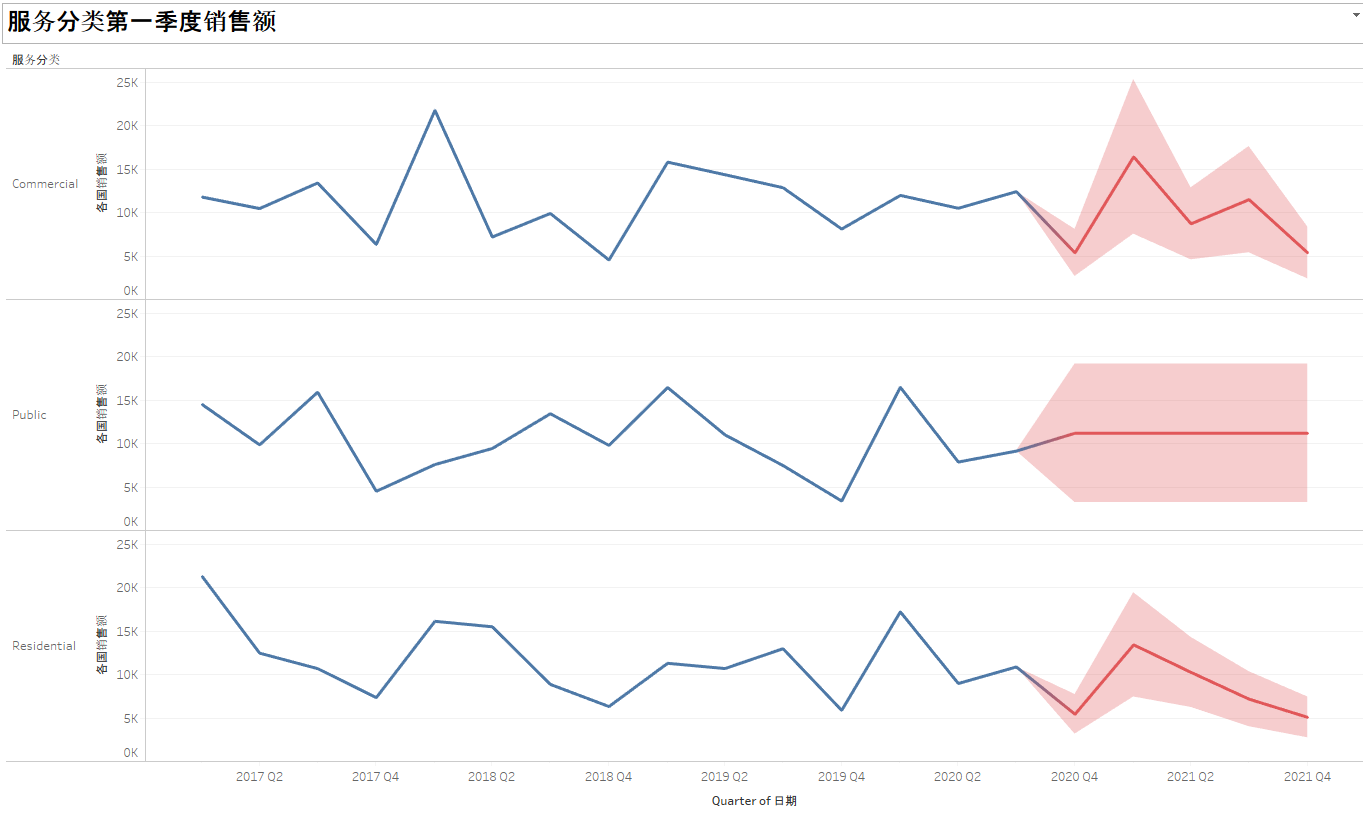 服务分类第一季度销售额
服务分类
Commercial
各国销售额
25K
20K
15K
10K
5K
0K
Public
各国销售额
25K
20K
15K
10K
5K
0K
Residential
各国销售额
25K
20K
15K
10K
5K
0K
2017 Q2 2017 Q4 2018 Q2 2018 Q4 2019 Q2 2019 Q4 2020 Q2 2020 Q4 2021 Q2 2021 Q4
Quarter of 日期